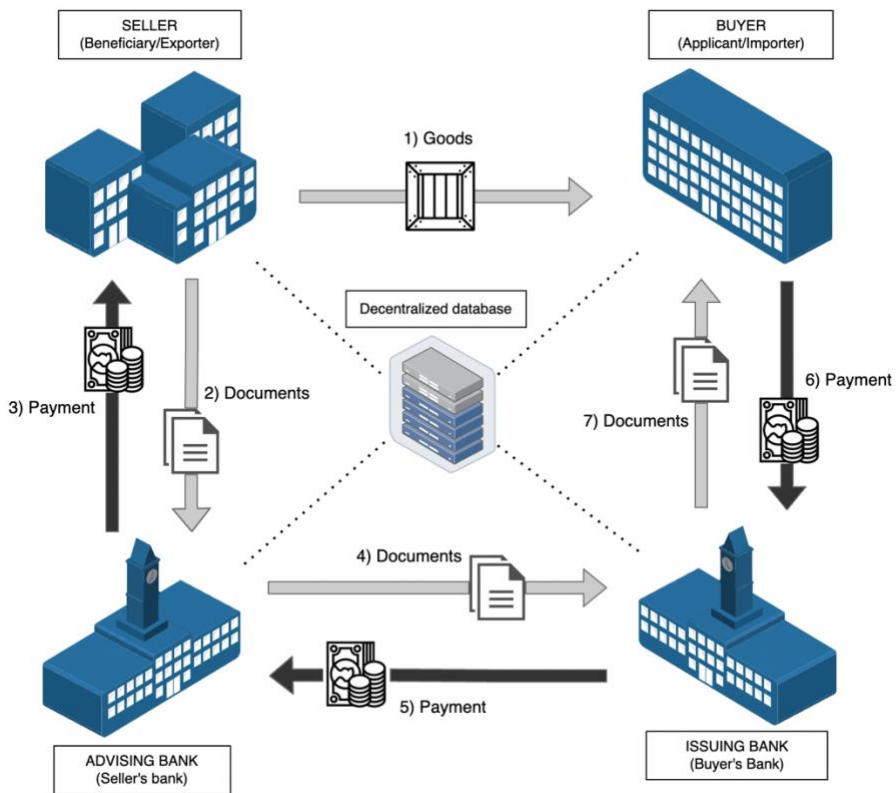 SELLER
(Beneficiary/Exporter)
BUYER
(Applicant/Importer)
1) Goods
Decentralized database
3) Payment
2) Documents
6) Payment
7) Documents
4) Documents
5) Payment
ADVISING BANK
(Seller's bank)
ISSUING BANK
(Buyer's Bank)